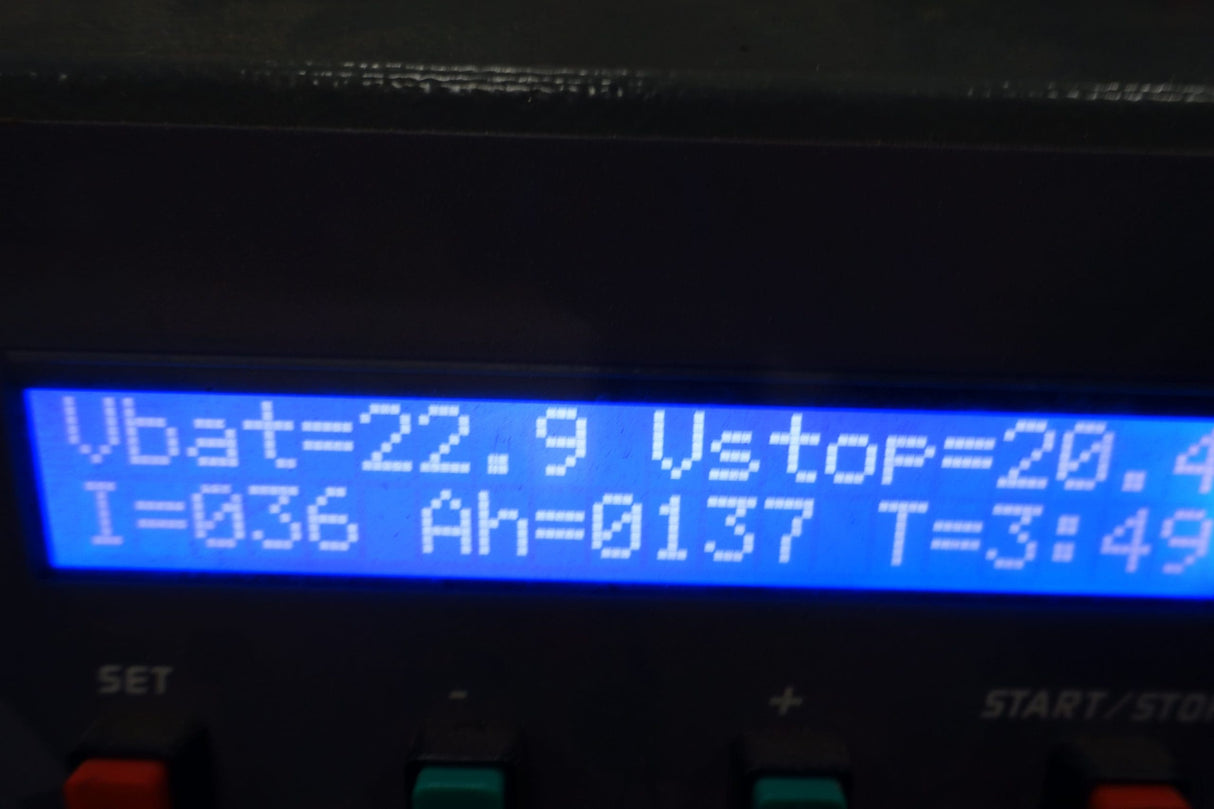 Vbat=22.9 Vstop=20.4
I=036 Ah=0137 T=3:49
SET - + START/STOP